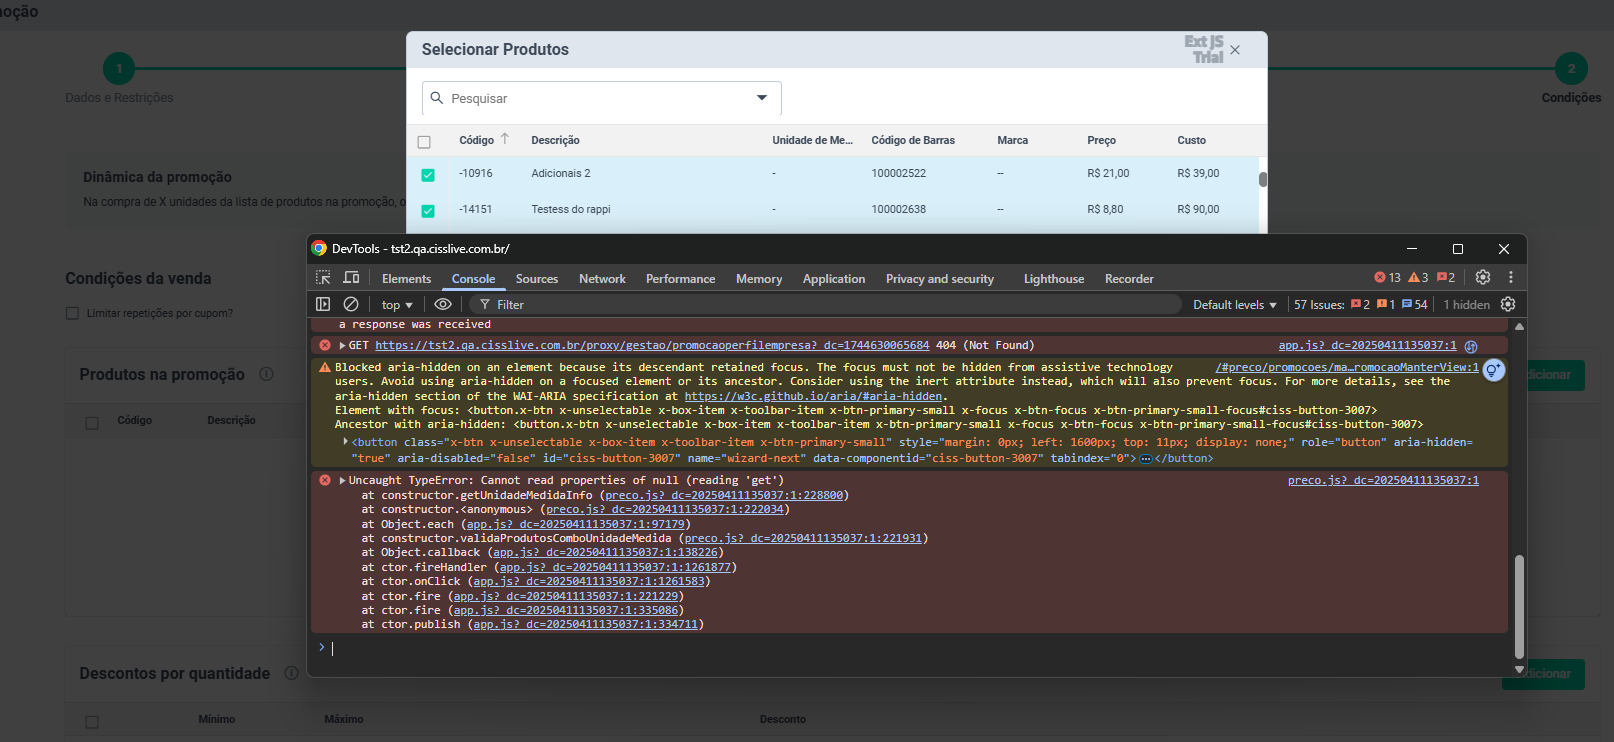 moção
1
Dados e Restrições
2
Condições
Dinâmica da promoção
Na compra de X unidades da lista de produtos na promoção, o
Condições da venda
Limitar repetições por cupom?
Produtos na promoção
Código Descrição
dicionar
Selecionar Produtos
Ext JS
Trial
Pesquisar
Código Descrição Unidade de Me... Código de Barras Marca Preço Custo
-10916 Adicionais 2 - 100002522 -- R$ 21,00 R$ 39,00
-14151 Testess do rappi - 100002638 -- R$ 8,80 R$ 90,00
DevTools - tst2.qa.cisslive.com.br/
Elements Console Sources Network Performance Memory Application Privacy and security Lighthouse Recorder 13 3 2
top Filter Default levels 57 Issues: 2 1 54 1 hidden
a response was received
GET https://tst2.qa.cisslive.com.br/proxy/gestao/promocaoperfilempresa?_dc=1744630065684 404 (Not Found) app.js?_dc=20250411135037:1
Blocked aria-hidden on an element because its descendant retained focus. The focus must not be hidden from assistive technology /#preco/promocoes/ma…romocaoManterView:1
users. Avoid using aria-hidden on a focused element or its ancestor. Consider using the inert attribute instead, which will also prevent focus. For more details, see the
aria-hidden section of the WAI-ARIA specification at https://w3c.github.io/aria/#aria-hidden.
Element with focus: <button.x-btn x-unselectable x-box-item x-toolbar-item x-btn-primary-small x-focus x-btn-focus x-btn-primary-small-focus#ciss-button-3007>
Ancestor with aria-hidden: <button.x-btn x-unselectable x-box-item x-toolbar-item x-btn-primary-small x-focus x-btn-focus x-btn-primary-small-focus#ciss-button-3007>
<button class="x-btn x-unselectable x-box-item x-toolbar-item x-btn-primary-small" style="margin: 0px; left: 1600px; top: 11px; display: none;" role="button" aria-hidden=
"true" aria-disabled="false" id="ciss-button-3007" name="wizard-next" data-componentid="ciss-button-3007" tabindex="0">…</button>
Uncaught TypeError: Cannot read properties of null (reading 'get') preco.js?_dc=20250411135037:1
at constructor.getUnidadeMedidaInfo (preco.js?_dc=20250411135037:1:228800)
at constructor.<anonymous> (preco.js?_dc=20250411135037:1:222034)
at Object.each (app.js?_dc=20250411135037:1:97179)
at constructor.validaProdutosComboUnidadeMedida (preco.js?_dc=20250411135037:1:221931)
at Object.callback (app.js?_dc=20250411135037:1:138226)
at ctor.fireHandler (app.js?_dc=20250411135037:1:1261877)
at ctor.onClick (app.js?_dc=20250411135037:1:1261583)
at ctor.fire (app.js?_dc=20250411135037:1:221229)
at ctor.fire (app.js?_dc=20250411135037:1:335086)
at ctor.publish (app.js?_dc=20250411135037:1:334711)
>
Descontos por quantidade
dicionar
Mínimo Máximo Desconto